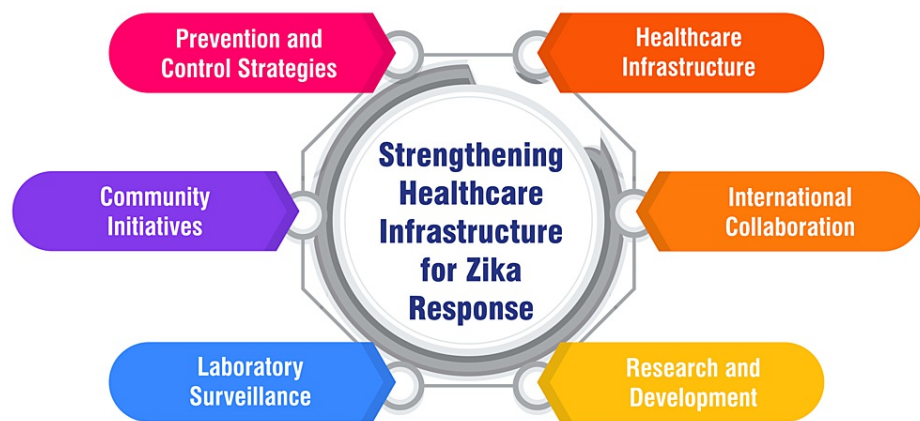 Prevention and
Control Strategies
Healthcare
Infrastructure
Community
Initiatives
Strengthening
Healthcare
Infrastructure
for Zika
Response
International
Collaboration
Laboratory
Surveillance
Research and
Development